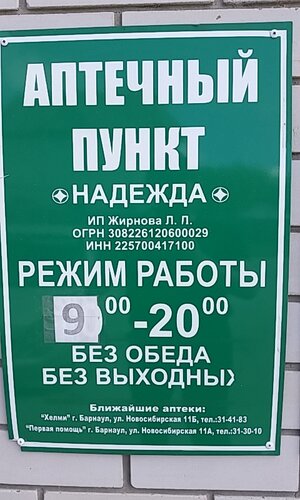 АПТЕЧНЫЙ
ПУНКТ
НАДЕЖДА
ИП Жирнова Л. П.
ОГРН 308226120600029
ИНН 225700417100
РЕЖИМ РАБОТЫ
9 00 -20 00
БЕЗ ОБЕДА
БЕЗ ВЫХОДНЫХ
Ближайшие аптеки:
"Хелми" г. Барнаул, ул. Новосибирская 11Б, тел.:31-41-83
"Первая помощь" г. Барнаул, ул. Новосибирская 11А, тел.:31-30-10